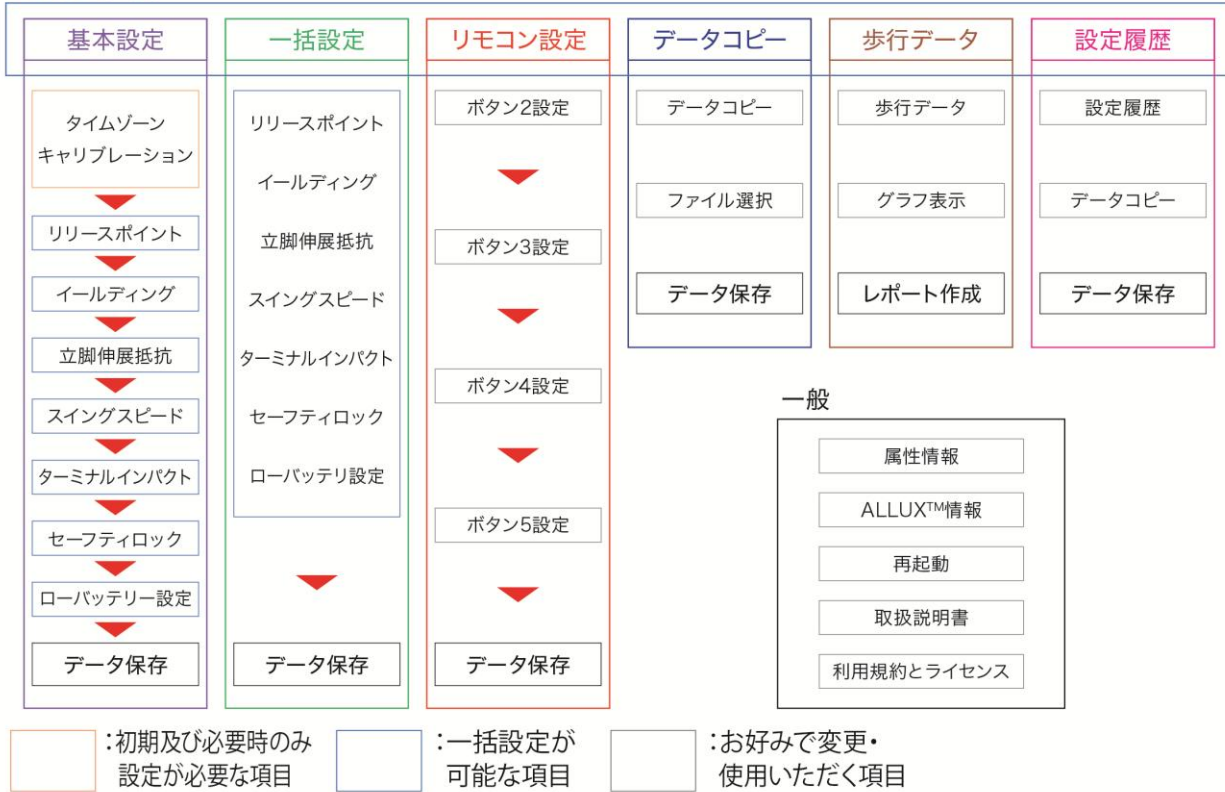 基本設定
一括設定
リモコン設定
データコピー
歩行データ
設定履歴
タイムゾーン
キャリブレーション
リリースポイント
イールディング
立脚伸展抵抗
スイングスピード
ターミナルインパクト
セーフティロック
ローバッテリー設定
データ保存
リリースポイント
イールディング
立脚伸展抵抗
スイングスピード
ターミナルインパクト
セーフティロック
ローバッテリ設定
データ保存
ボタン2設定
ボタン3設定
ボタン4設定
ボタン5設定
データ保存
データコピー
ファイル選択
データ保存
歩行データ
グラフ表示
レポート作成
設定履歴
データコピー
データ保存
一般
属性情報
ALLUX™情報
再起動
取扱説明書
利用規約とライセンス
:初期及び必要時のみ
設定が必要な項目
:一括設定が
可能な項目
:お好みで変更・
使用いただく項目